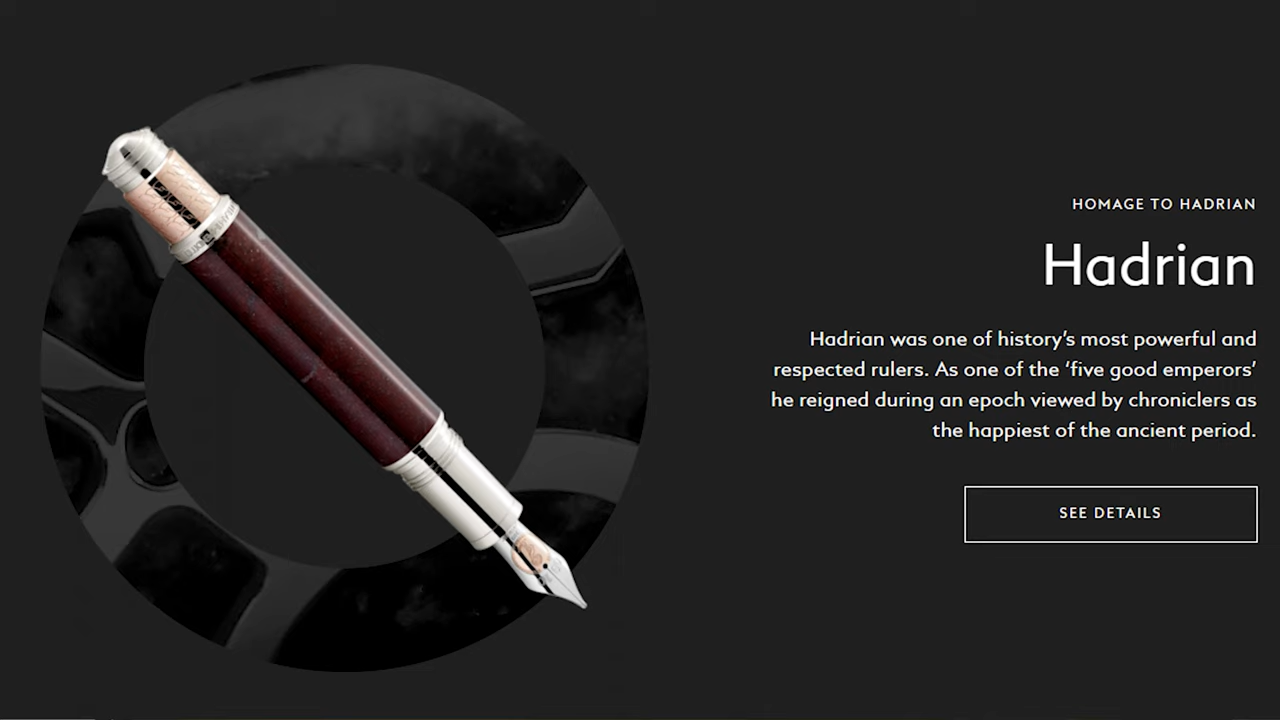 HOMAGE TO HADRIAN
Hadrian
Hadrian was one of history's most powerful and
respected rulers. As one of the 'five good emperors'
he reigned during an epoch viewed by chroniclers as
the happiest of the ancient period.
SEE DETAILS